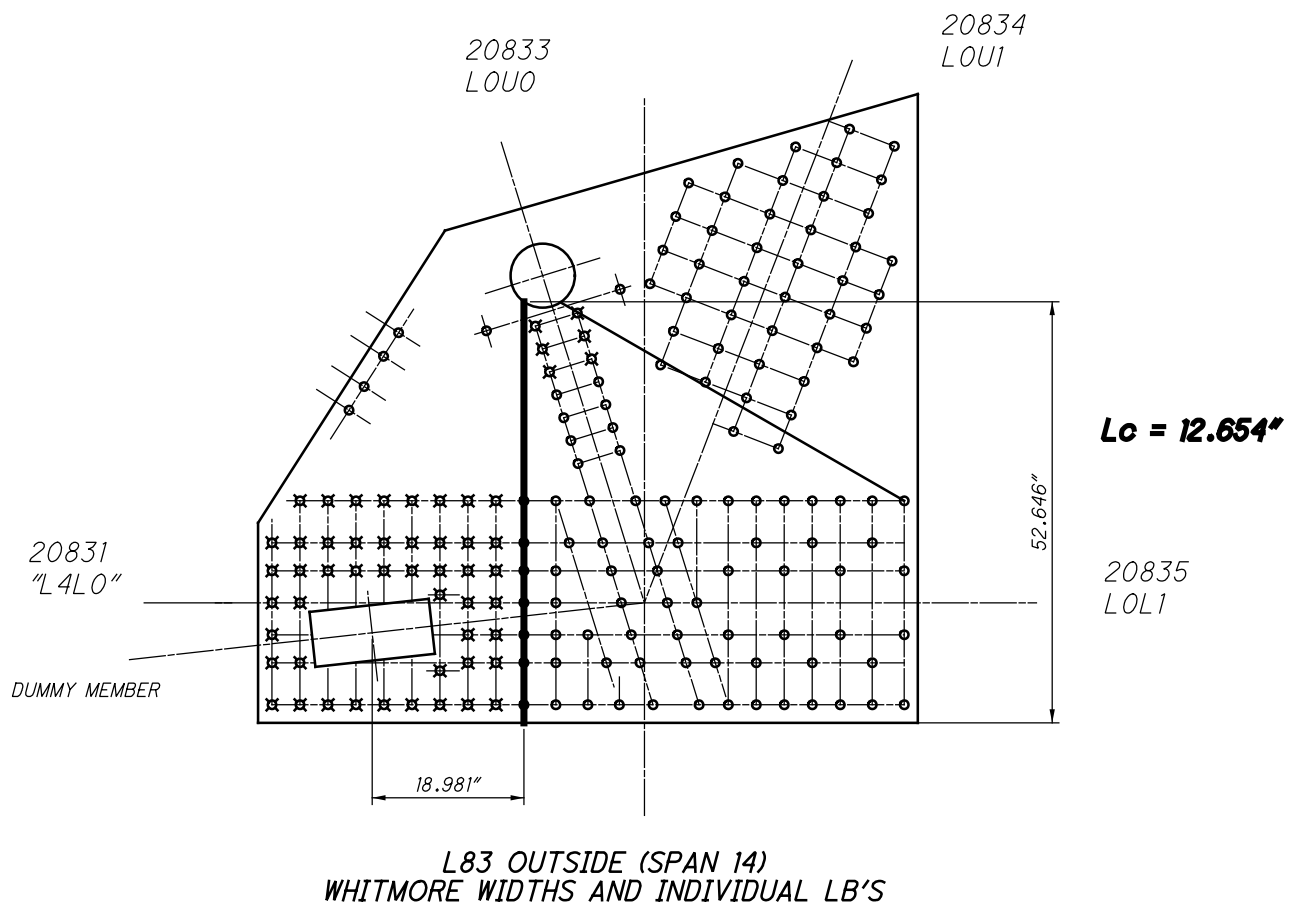 20834
L0U1
20833
L0U0
Lc = 12.654"
52.646"
20831
"L4L0"
20835
L0L1
DUMMY MEMBER
18.981"
L83 OUTSIDE (SPAN 14)
WHITMORE WIDTHS AND INDIVIDUAL LB'S